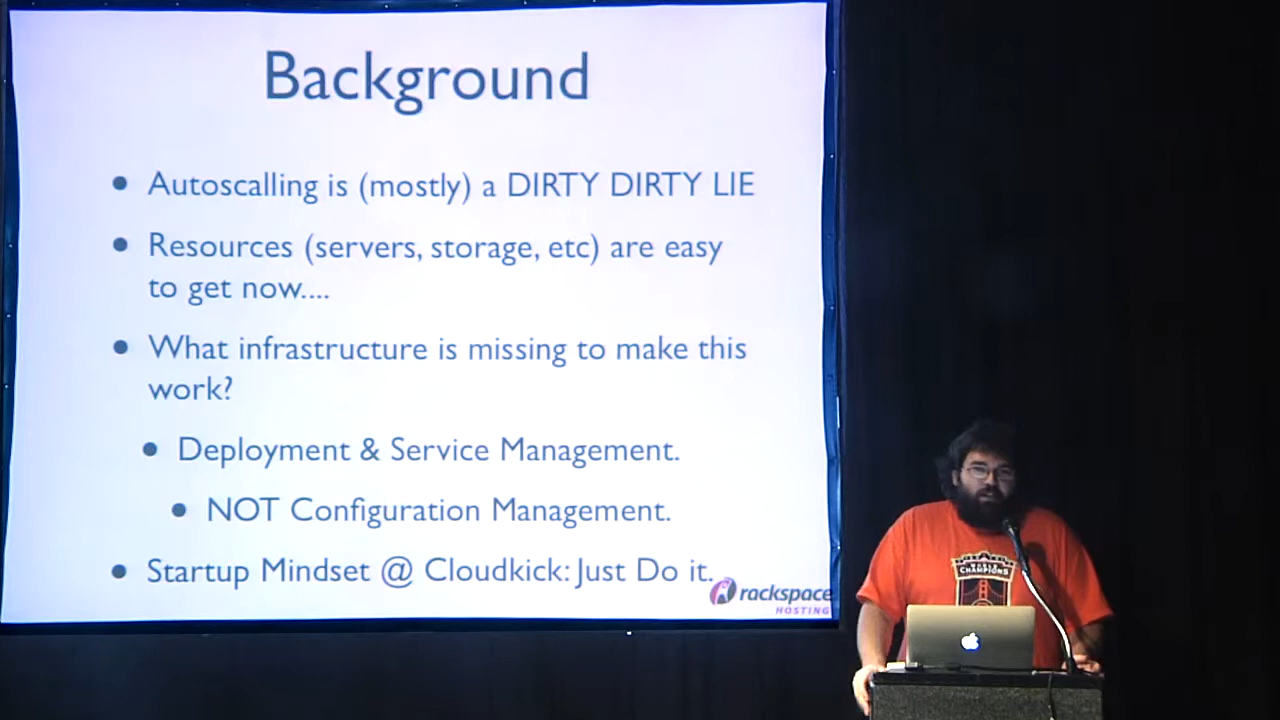 Background
• Autoscalling is (mostly) a DIRTY DIRTY LIE
• Resources (servers, storage, etc) are easy
to get now....
• What infrastructure is missing to make this
work?
• Deployment & Service Management.
• NOT Configuration Management.
• Startup Mindset @ Cloudkick: Just Do it.
rackspace
HOSTING
WORLD
CHAMPIONS